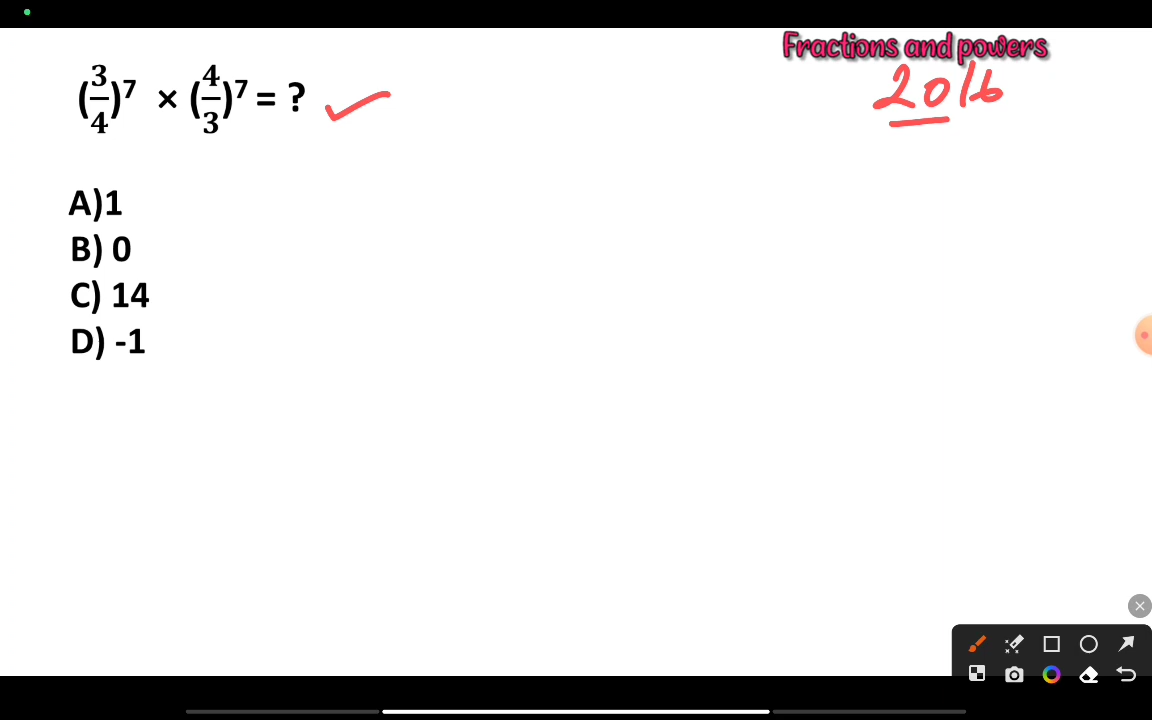 Fractions and powers
2016
(3/4)⁷ × (4/3)⁷ = ?
A)1
B) 0
C) 14
D) -1